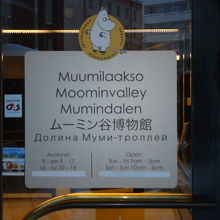 Muumilaakso
Moominvalley
Mumindalen
ムーミン谷博物館
Долина Муми-троллей
Avoinna: Open:
ti - pe 9 - 17 Tue - Fri 9am - 5pm
la - su 10 - 18 Sat - Sun 10am - 6pm